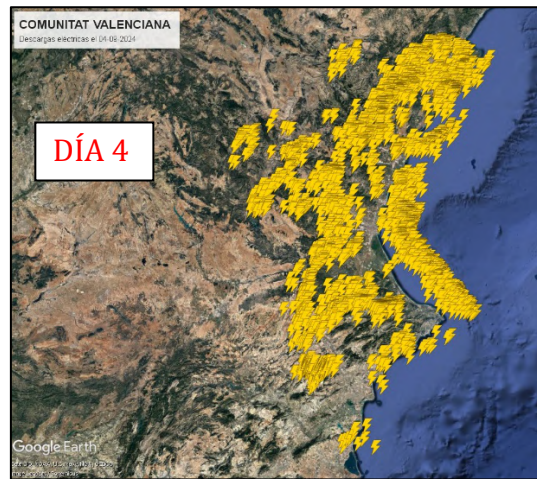 COMUNITAT VALENCIANA
Descargas eléctricas el 04-09-2024
DÍA 4
Google Earth